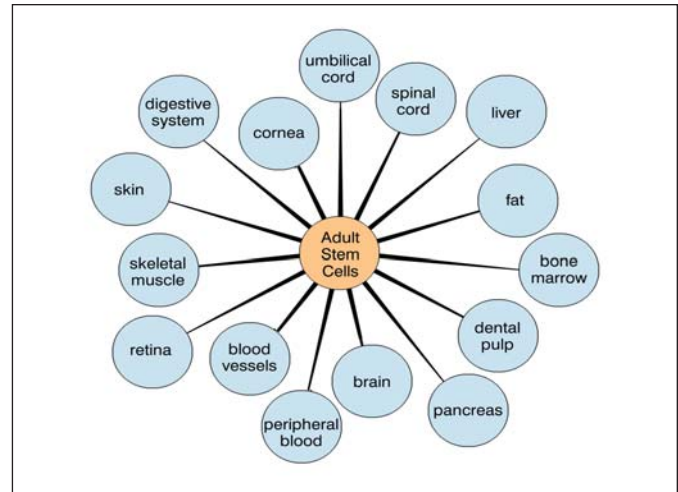 umbilical
cord
spinal
cord
liver
digestive
system
cornea
skin
fat
Adult
Stem
Cells
skeletal
muscle
bone
marrow
retina
blood
vessels
dental
pulp
brain
pancreas
peripheral
blood